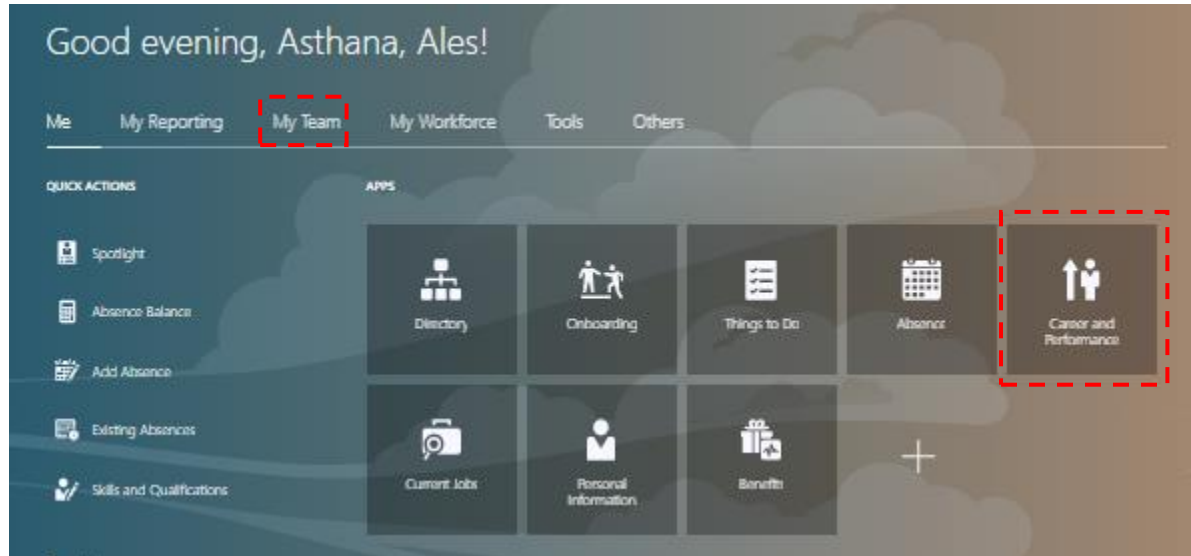 Good evening, Asthana, Ales!
Me My Reporting My Team My Workforce Tools Others
QUICK ACTIONS
APPS
Spotlight
Absence Balance
Add Absence
Existing Absences
Skills and Qualifications
Directory
Onboarding
Things to Do
Absence
Career and
Performance
Current Jobs
Personal
Information
Benefits